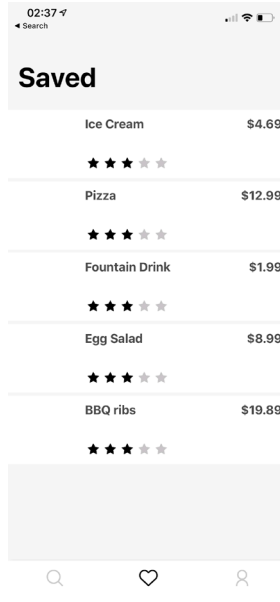 02:37
◀ Search
Saved
Ice Cream $4.69
Pizza $12.99
Fountain Drink $1.99
Egg Salad $8.99
BBQ ribs $19.89